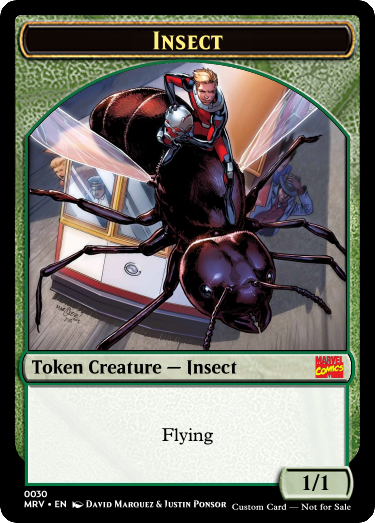 INSECT
Token Creature — Insect
MARVEL
COMICS
Flying
1/1
0030
MRV • EN DAVID MARQUEZ & JUSTIN PONSOR
CUSTOM CARD — NOT FOR SALE